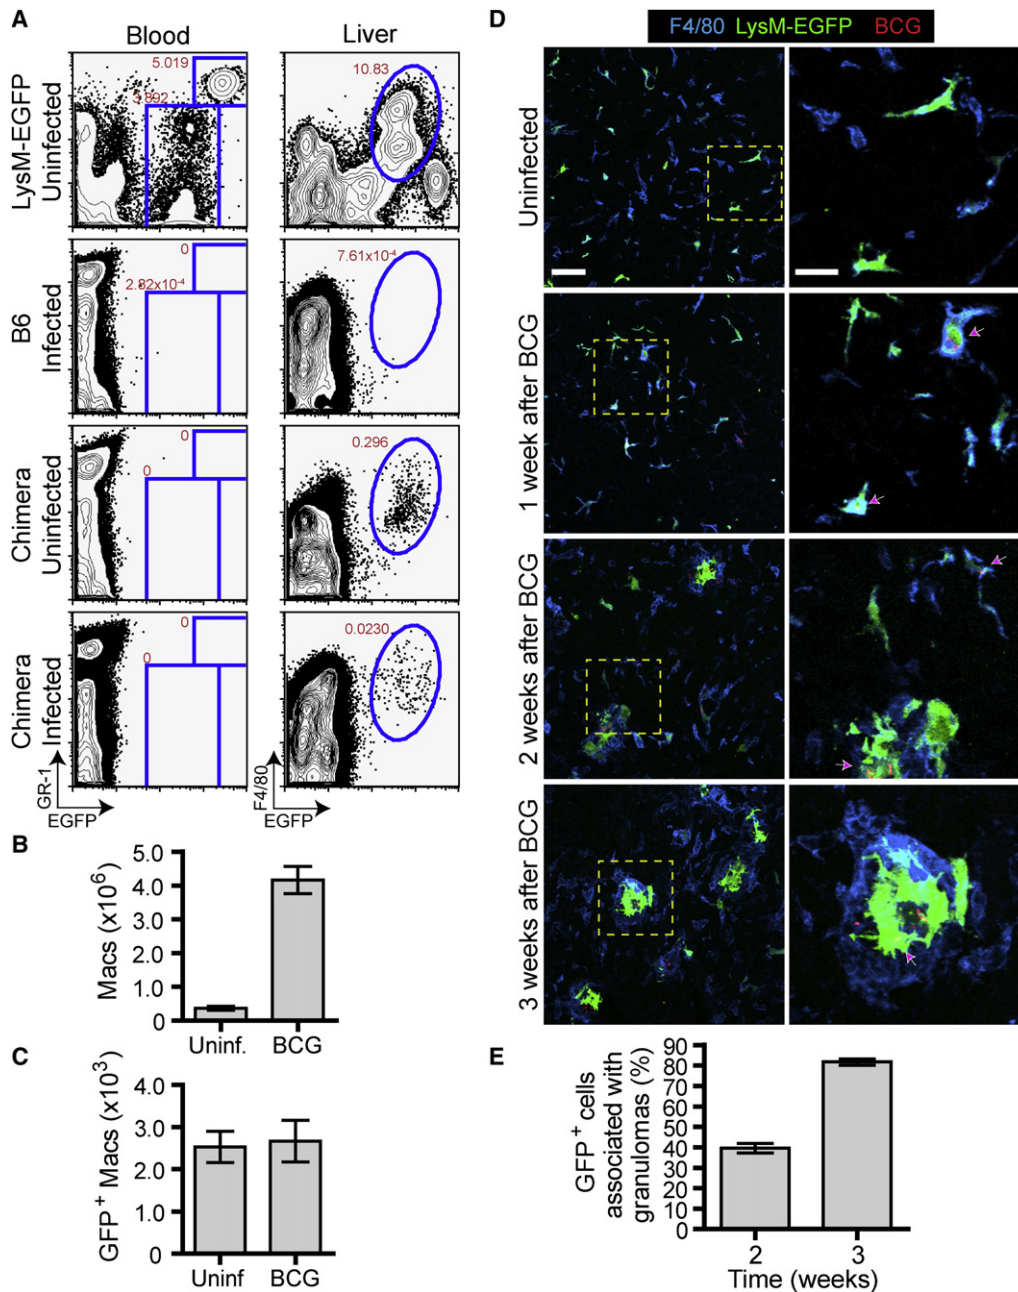 A
Blood
Liver
LysM-EGFP
Uninfected
5.019
3.892
10.83
B6
Infected
0
2.82x10⁻⁴
7.61x10⁻⁴
Chimera
Uninfected
0
0
0.296
Chimera
Infected
0
0
0.0230
GR-1
EGFP
F4/80
EGFP
B
Macs (x10⁶)
5.0
4.0
3.0
2.0
1.0
0
Uninf.
BCG
C
GFP⁺ Macs (x10³)
4.0
3.0
2.0
1.0
0
Uninf
BCG
D
F4/80 LysM-EGFP BCG
Uninfected
1 week after BCG
2 weeks after BCG
3 weeks after BCG
E
GFP⁺ cells
associated with
granulomas (%)
90
80
70
60
50
40
30
20
10
0
2
3
Time (weeks)